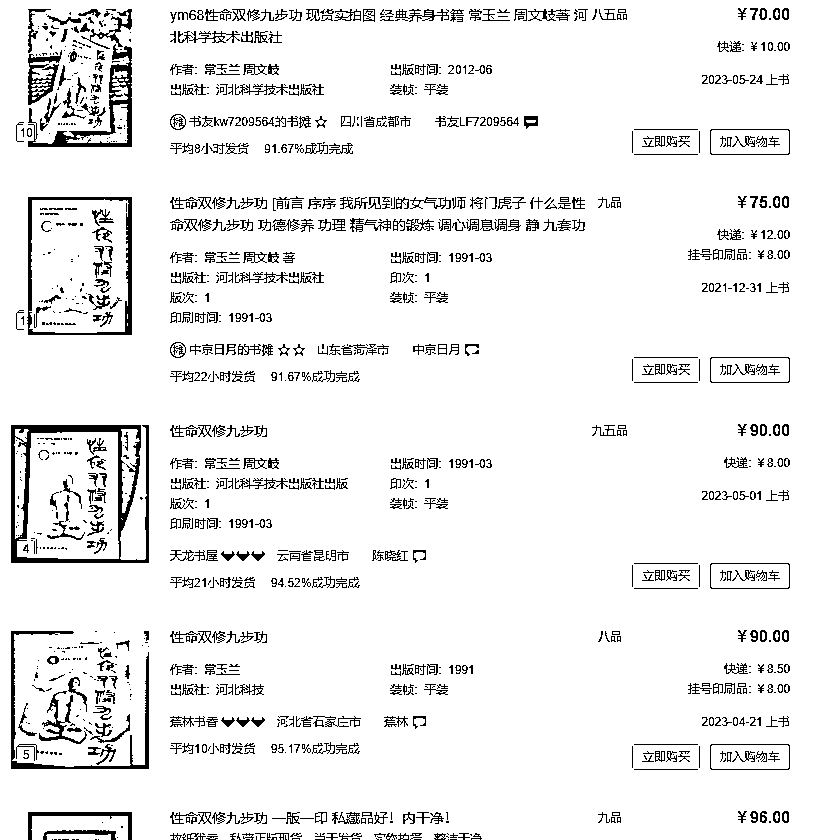 ym68性命双修九步功 现货实拍图 经典养身书籍 常玉兰 周文岐著 河 八五品 ￥70.00
北科学技术出版社
快递: ￥10.00
作者: 常玉兰 周文岐 出版时间: 2012-06
2023-05-24 上书
出版社: 河北科学技术出版社 装帧: 平装
10
摊 书友kw7209564的书摊 四川省成都市 书友LF7209564
立即购买 加入购物车
平均8小时发货 91.67%成功完成
性命双修九步功 [前言 序序 我所见到的女气功师 将门虎子 什么是性 九品 ￥75.00
命双修九步功 功德修养 功理 精气神的锻炼 调心调息调身 静 九套功
快递: ￥12.00
挂号印刷品: ￥8.00
作者: 常玉兰 周文岐 著 出版时间: 1991-03
出版社: 河北科学技术出版社 印次: 1
2021-12-31 上书
版次: 1 装帧: 平装
印刷时间: 1991-03
摊 中京日月的书摊 山东省菏泽市 中京日月
立即购买 加入购物车
平均22小时发货 91.67%成功完成
性命双修九步功 九五品 ￥90.00
作者: 常玉兰 周文岐 出版时间: 1991-03 快递: ￥8.00
出版社: 河北科学技术出版社出版 印次: 1
2023-05-01 上书
版次: 1 装帧: 平装
印刷时间: 1991-03
4
天龙书屋 云南省昆明市 陈晓红
立即购买 加入购物车
平均21小时发货 94.52%成功完成
性命双修九步功 八品 ￥90.00
作者: 常玉兰 出版时间: 1991 快递: ￥8.50
出版社: 河北科技 装帧: 平装 挂号印刷品: ￥8.00
蕉林书香 河北省石家庄市 蕉林 2023-04-21 上书
5
平均10小时发货 95.17%成功完成
立即购买 加入购物车
性命双修九步功 一版一印 私藏品好！内干净！ 九品 ￥96.00